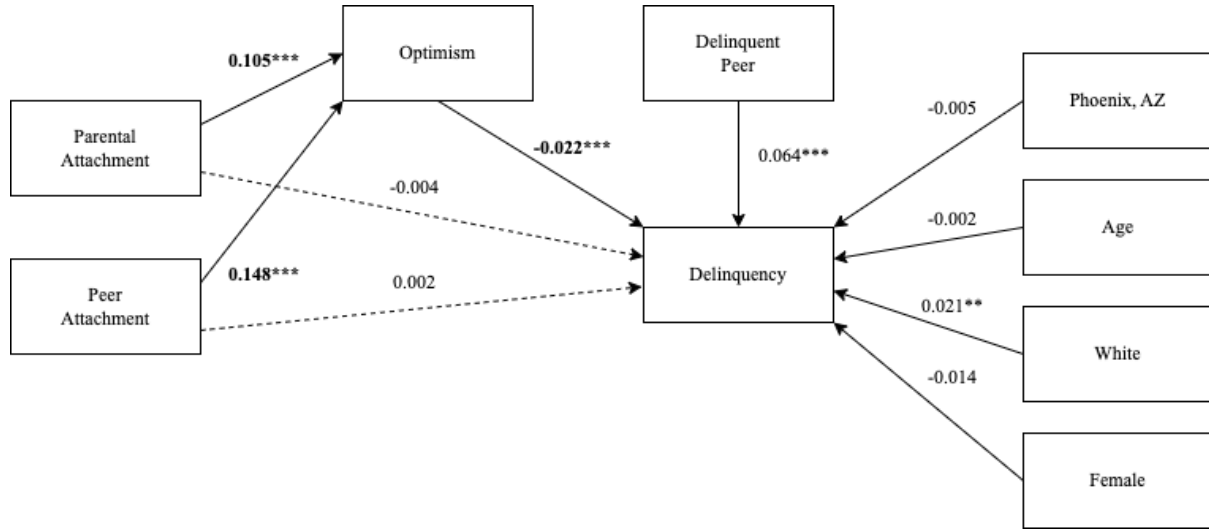 Optimism
Delinquent
Peer
0.105***
Phoenix, AZ
-0.005
Parental
Attachment
-0.022***
0.064***
-0.004
Age
-0.002
Delinquency
0.148***
0.002
Peer
Attachment
0.021**
White
-0.014
Female